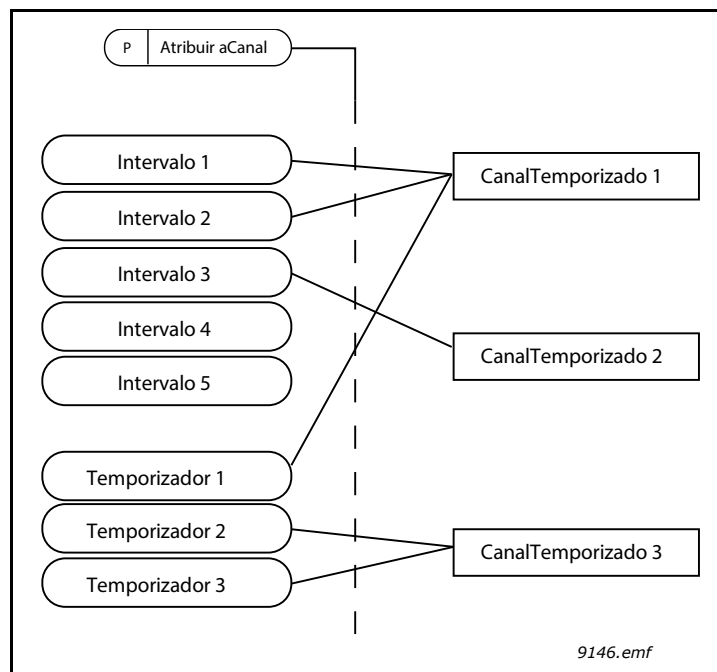 P Atribuir aCanal
Intervalo 1
Intervalo 2
Intervalo 3
Intervalo 4
Intervalo 5
Temporizador 1
Temporizador 2
Temporizador 3
CanalTemporizado 1
CanalTemporizado 2
CanalTemporizado 3
9146.emf